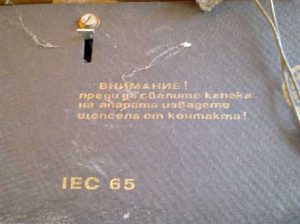 ВНИМАНИЕ!
преди да свалите капака
на апарата извадете
щепсела от контакта!
IEC 65